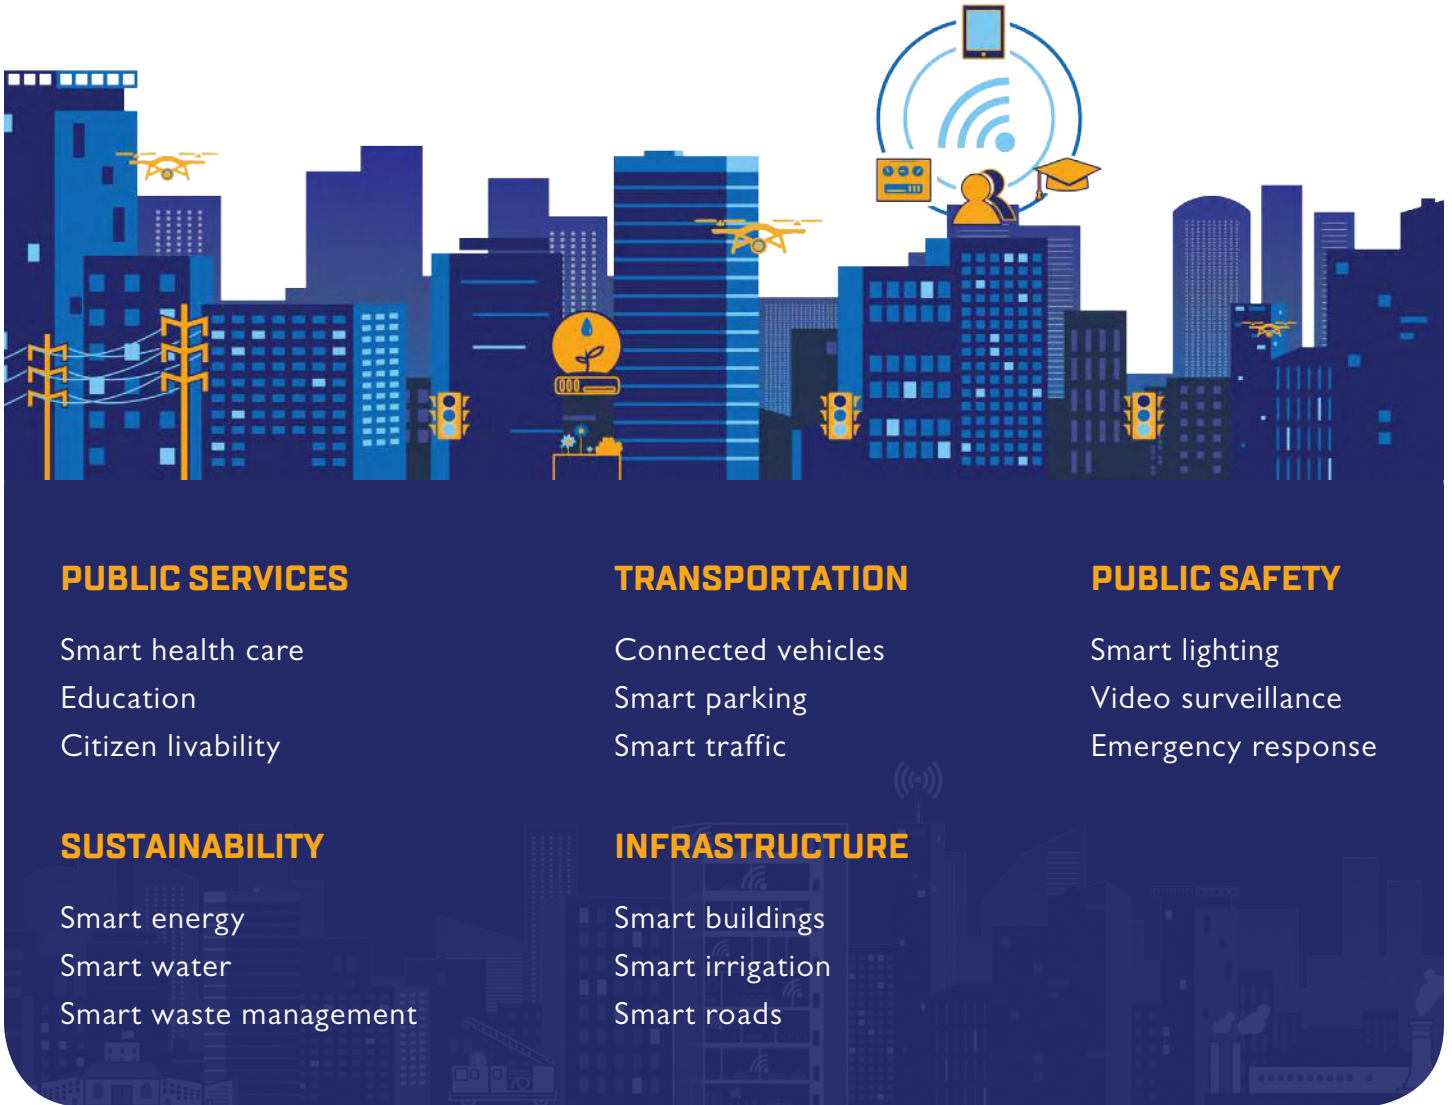 PUBLIC SERVICES
Smart health care
Education
Citizen livability
TRANSPORTATION
Connected vehicles
Smart parking
Smart traffic
PUBLIC SAFETY
Smart lighting
Video surveillance
Emergency response
SUSTAINABILITY
Smart energy
Smart water
Smart waste management
INFRASTRUCTURE
Smart buildings
Smart irrigation
Smart roads